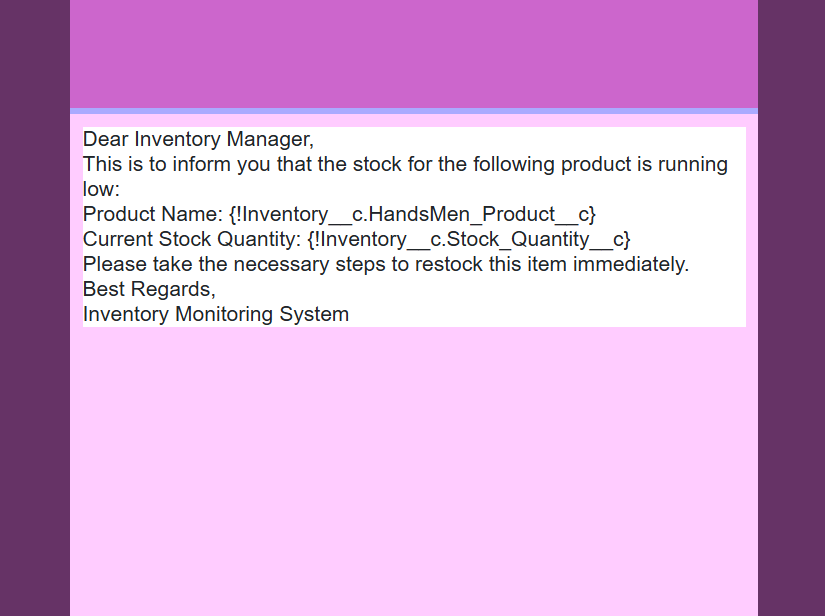 Dear Inventory Manager,
This is to inform you that the stock for the following product is running
low:
Product Name: {!Inventory__c.HandsMen_Product__c}
Current Stock Quantity: {!Inventory__c.Stock_Quantity__c}
Please take the necessary steps to restock this item immediately.
Best Regards,
Inventory Monitoring System